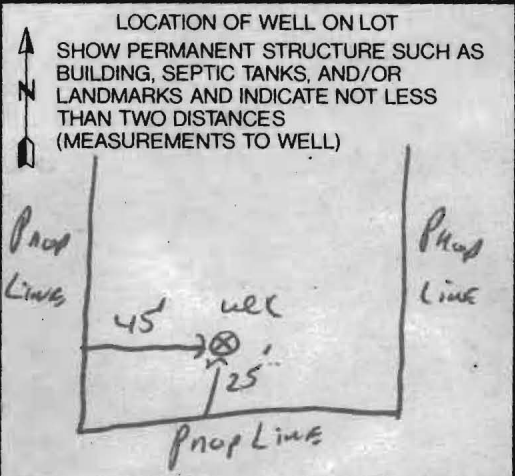 LOCATION OF WELL ON LOT
SHOW PERMANENT STRUCTURE SUCH AS
BUILDING, SEPTIC TANKS, AND/OR
LANDMARKS AND INDICATE NOT LESS
THAN TWO DISTANCES
(MEASUREMENTS TO WELL)
N
Prop
Line
Prop
Line
45'
well
25'
Prop Line